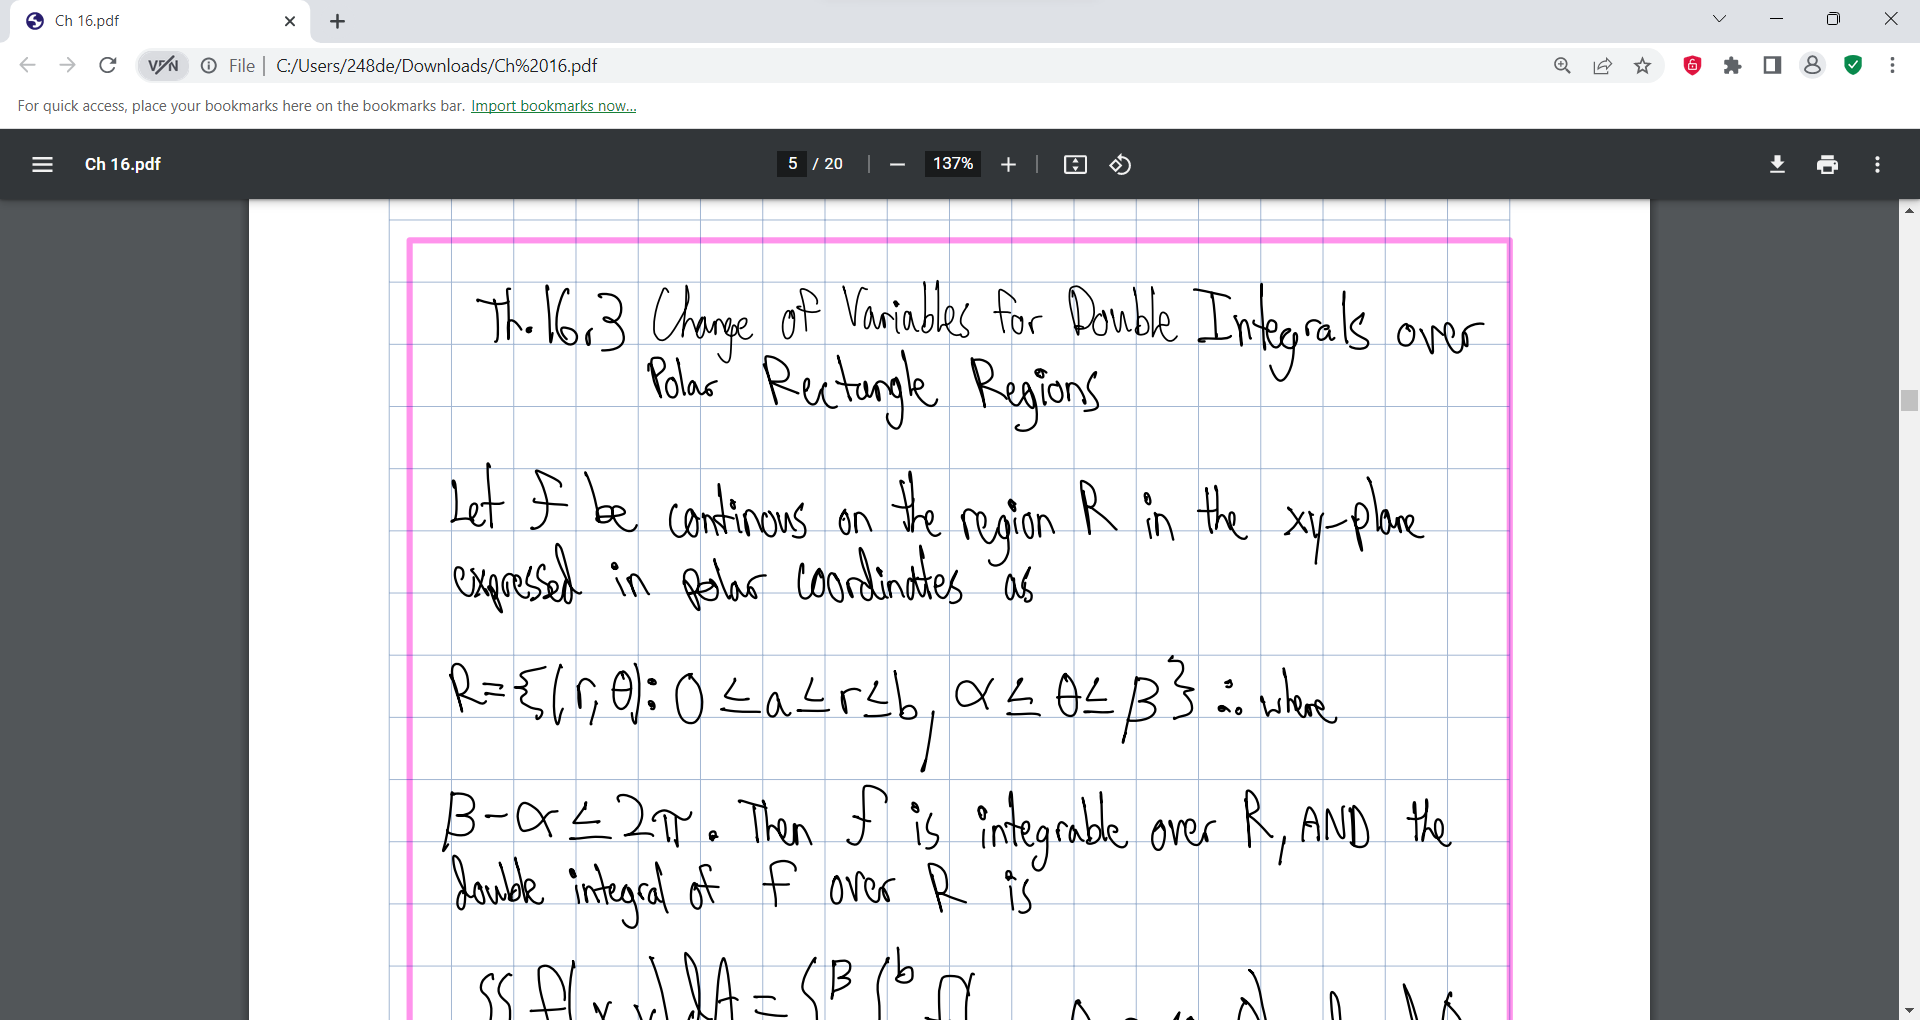 Ch 16.pdf
VPN File C:/Users/248de/Downloads/Ch%2016.pdf
For quick access, place your bookmarks here on the bookmarks bar. Import bookmarks now...
Ch 16.pdf 5 / 20 137%
Th. 16.3 Change of Variables for Double Integrals over
Polar Rectangle Regions
Let f be continous on the region R in the xy-plane
expressed in polar coordinates as
R={(r,θ): 0 ≤ a ≤ r ≤ b, α ≤ θ ≤ β} ∴ where
β-α ≤ 2π. Then f is integrable over R, AND the
double integral of f over R is
∫∫ f(x,y) dA = ∫β ∫b